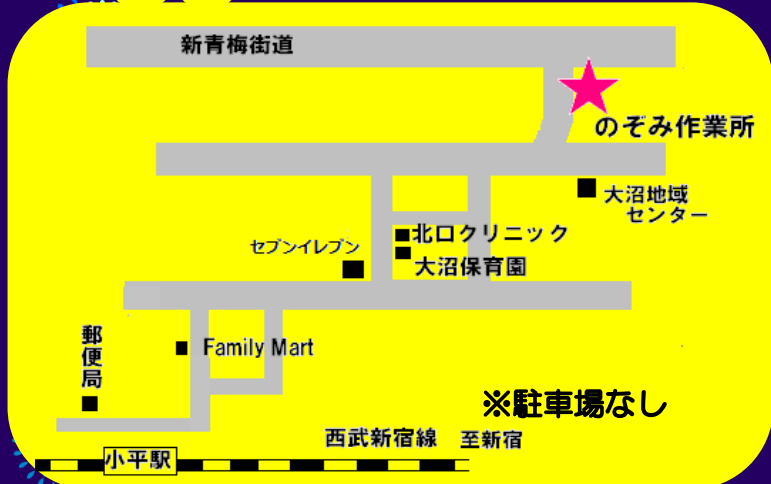 新青梅街道
のぞみ作業所
大沼地域
センター
北口クリニック
セブンイレブン
大沼保育園
郵便局
Family Mart
※駐車場なし
西武新宿線 至新宿
小平駅